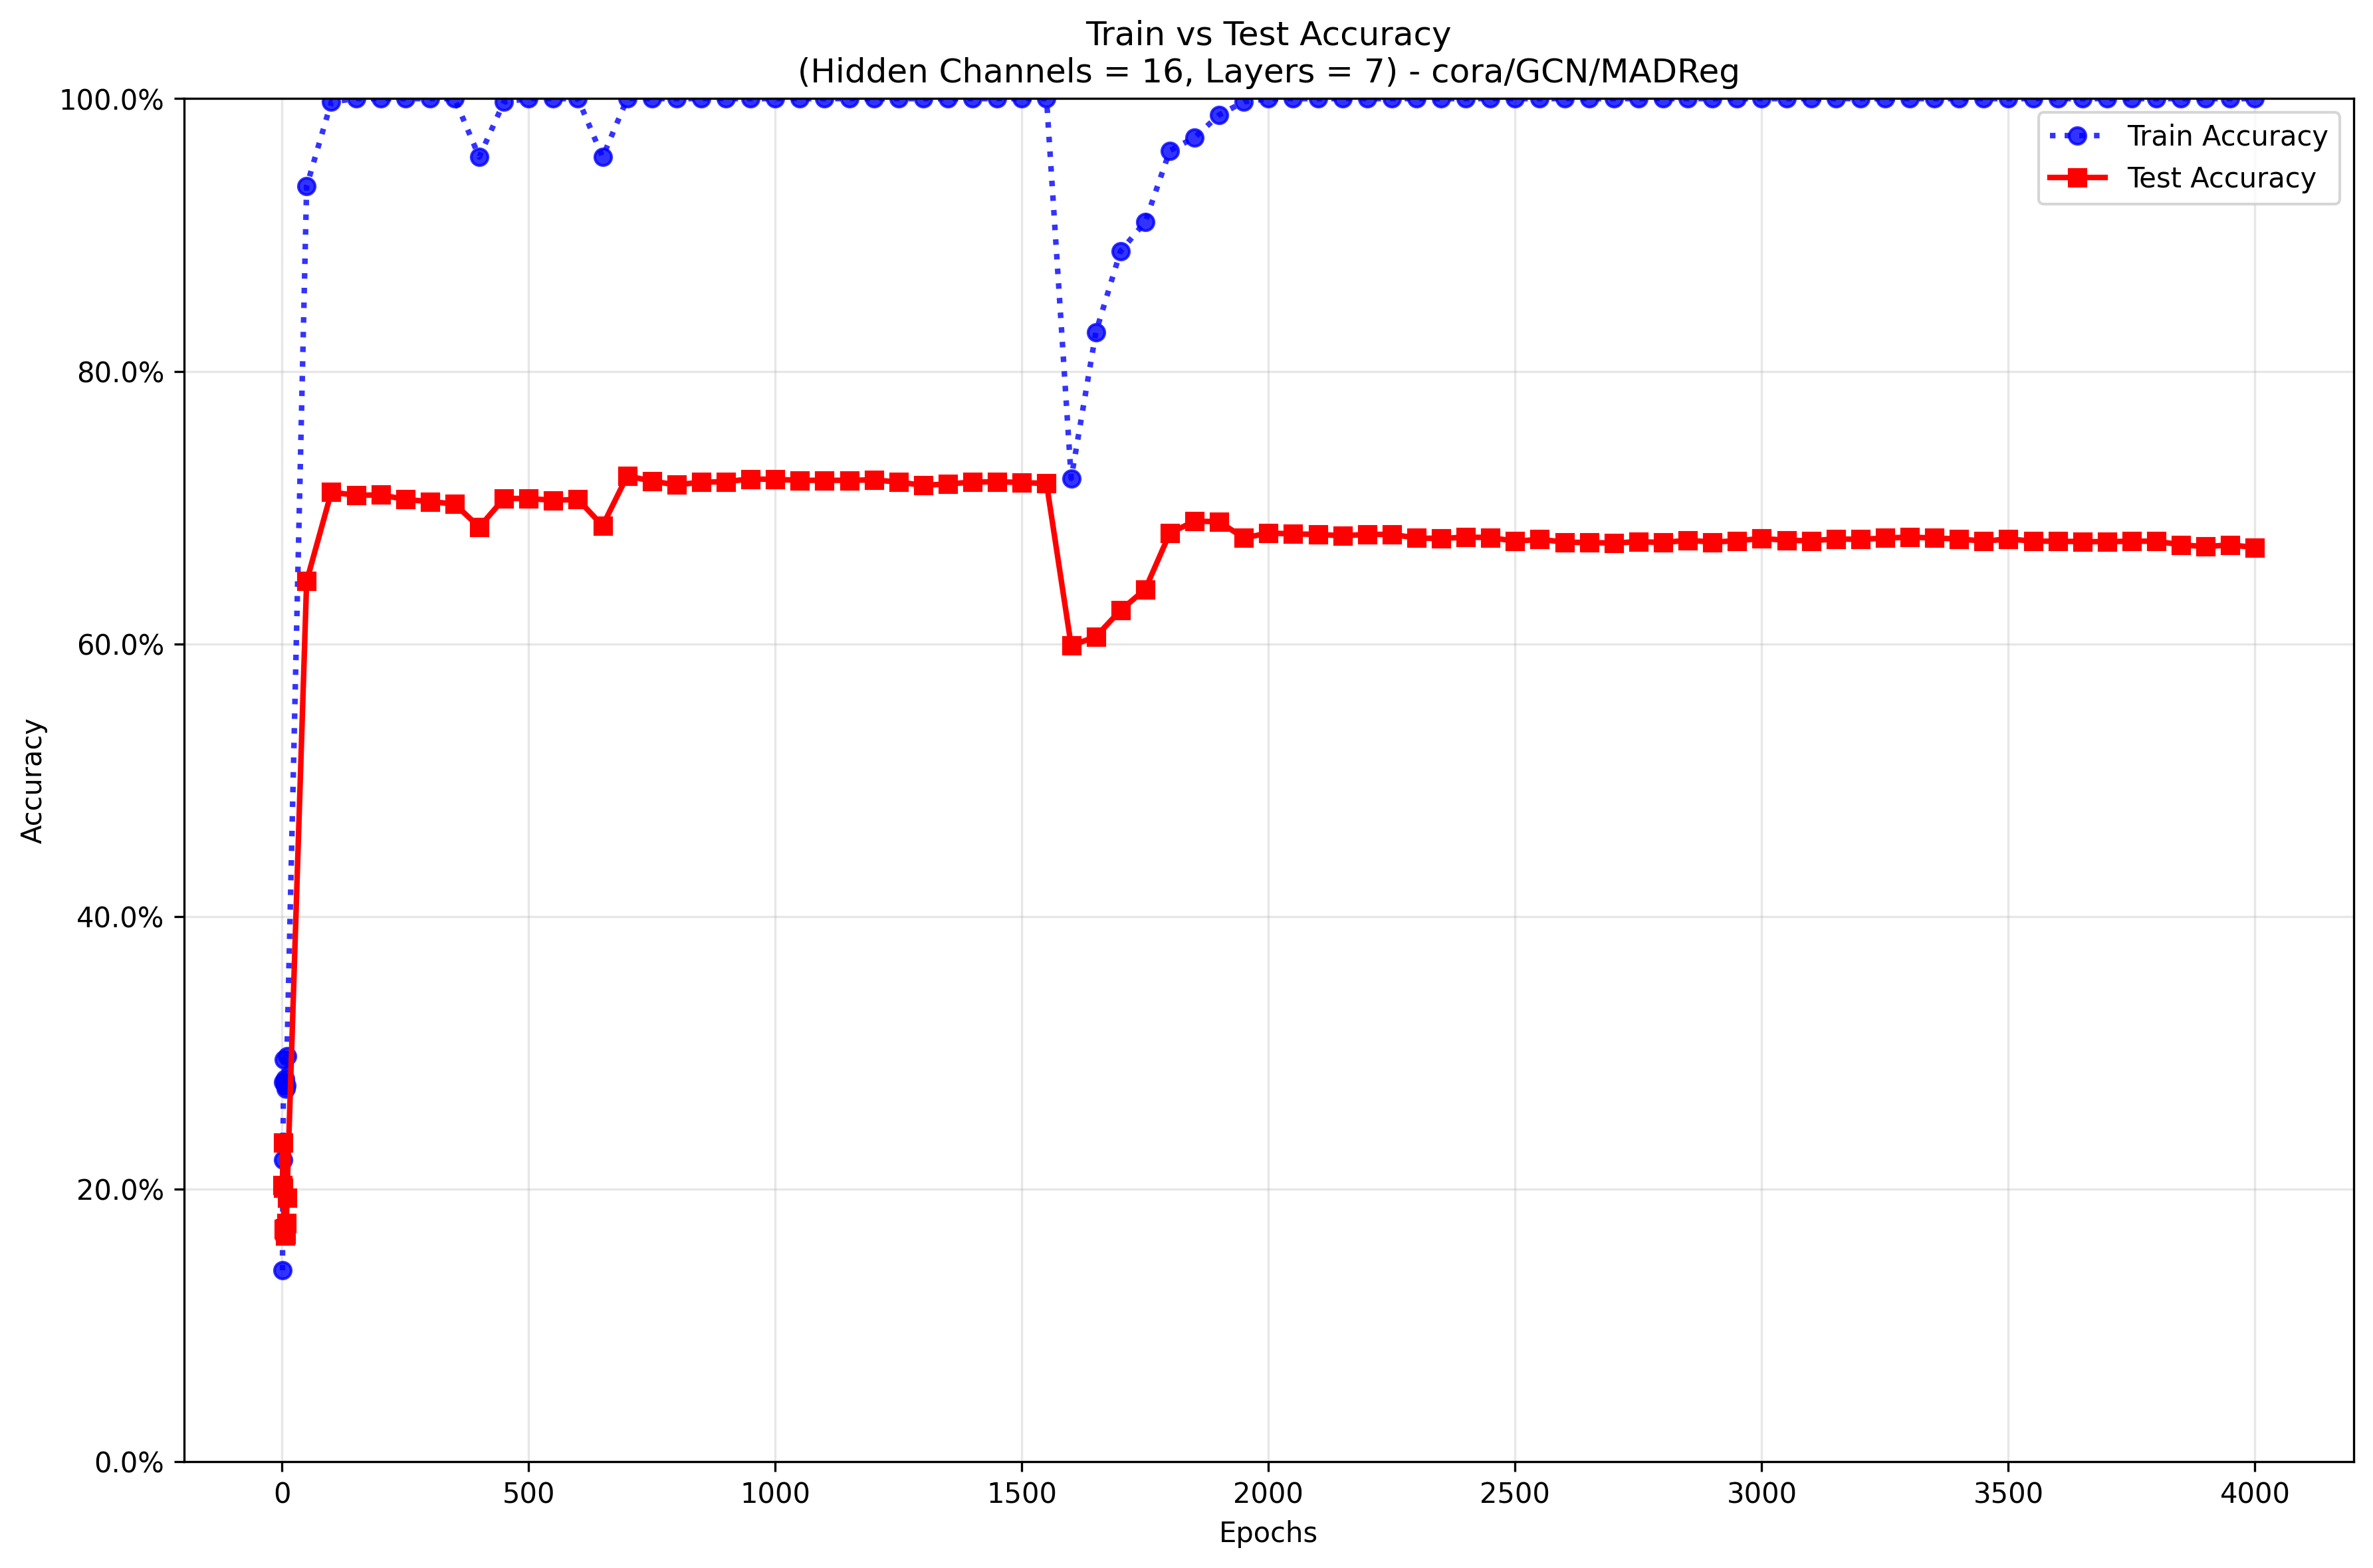 Train vs Test Accuracy
(Hidden Channels = 16, Layers = 7) - cora/GCN/MADReg
100.0%
80.0%
60.0%
40.0%
20.0%
0.0%
Accuracy
Train Accuracy
Test Accuracy
0 500 1000 1500 2000 2500 3000 3500 4000
Epochs